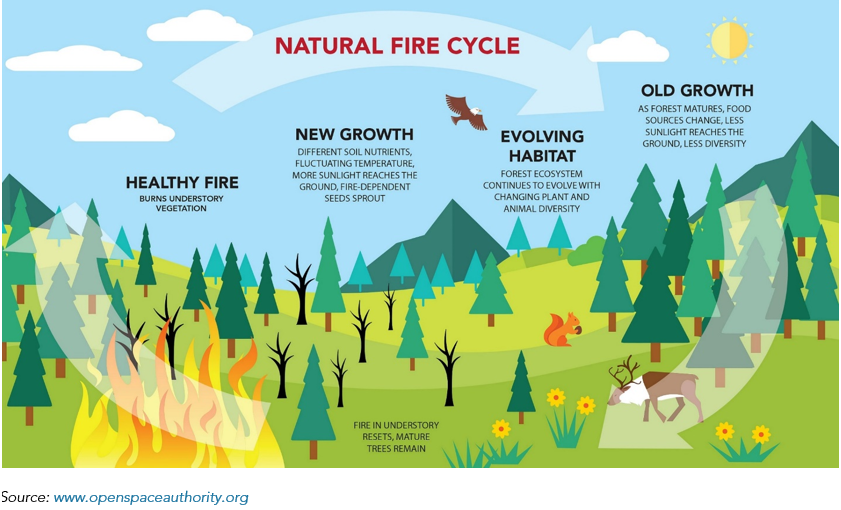 NATURAL FIRE CYCLE
HEALTHY FIRE
BURNS UNDERSTORY
VEGETATION
NEW GROWTH
DIFFERENT SOIL NUTRIENTS,
FLUCTUATING TEMPERATURE,
MORE SUNLIGHT REACHES THE
GROUND, FIRE-DEPENDENT
SEEDS SPROUT
EVOLVING
HABITAT
FOREST ECOSYSTEM
CONTINUES TO EVOLVE WITH
CHANGING PLANT AND
ANIMAL DIVERSITY
OLD GROWTH
AS FOREST MATURES, FOOD
SOURCES CHANGE, LESS
SUNLIGHT REACHES THE
GROUND, LESS DIVERSITY
FIRE IN UNDERSTORY
RESETS, MATURE
TREES REMAIN
Source: www.openspaceauthority.org